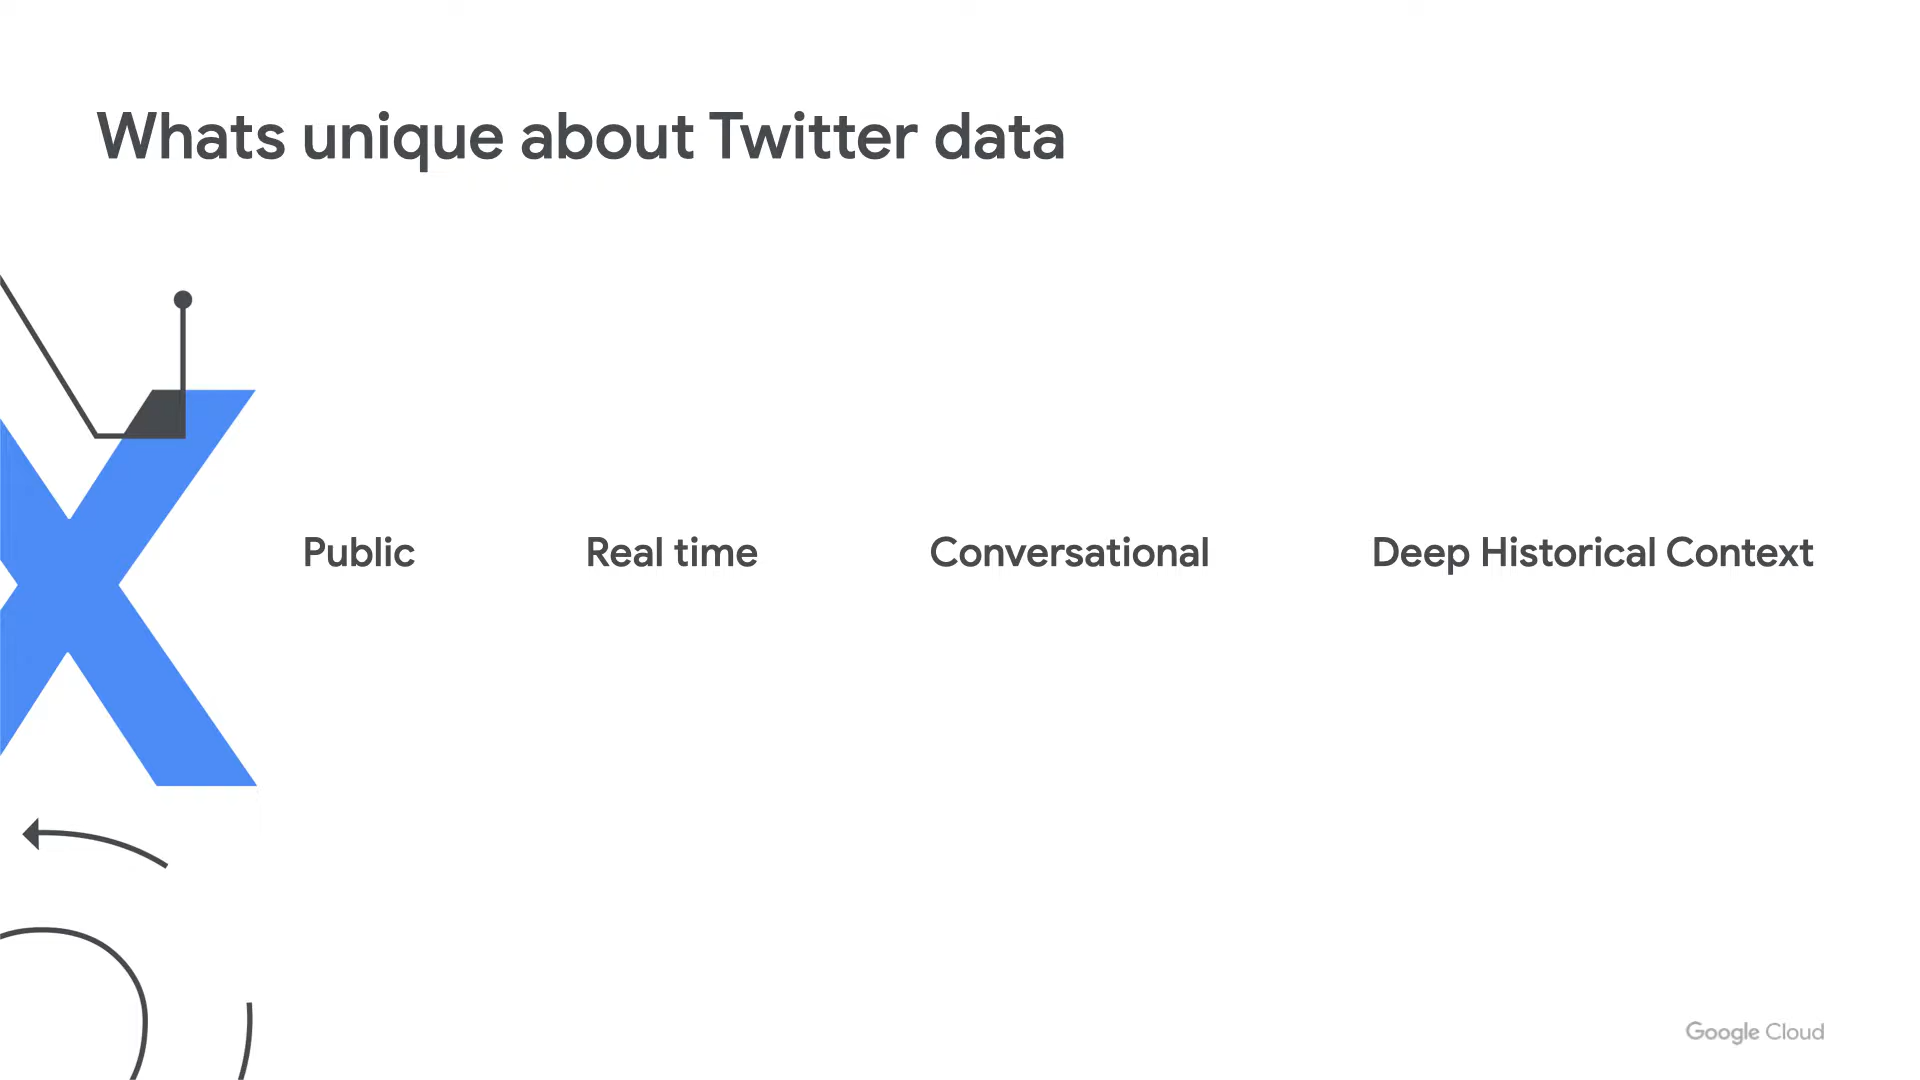 Whats unique about Twitter data
Public Real time Conversational Deep Historical Context
Google Cloud